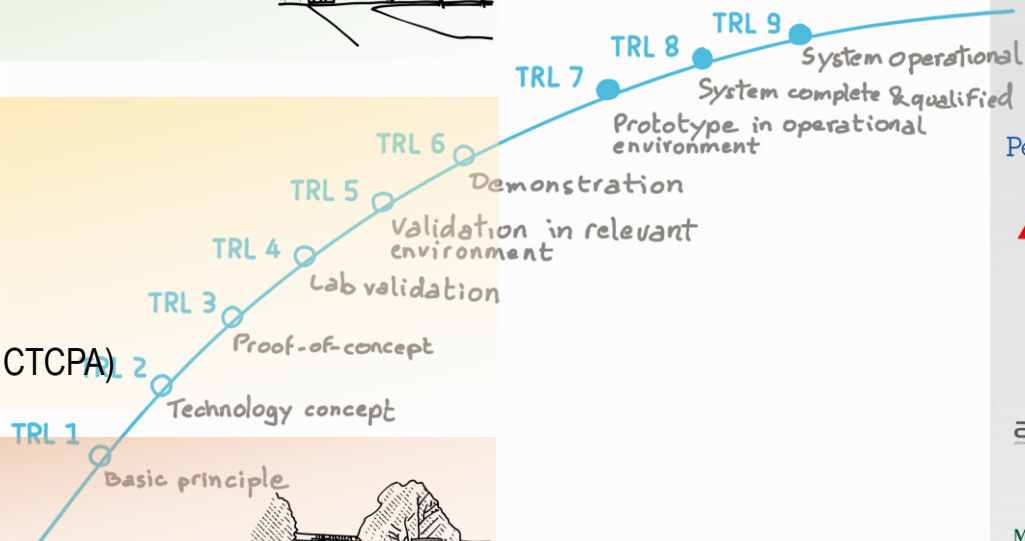 TRL 9
System operational
TRL 8
System complete & qualified
TRL 7
Prototype in operational
environment
TRL 6
Demonstration
TRL 5
Validation in relevant
environment
TRL 4
Lab validation
TRL 3
Proof-of-concept
CTCPA)
TRL 2
Technology concept
TRL 1
Basic principle